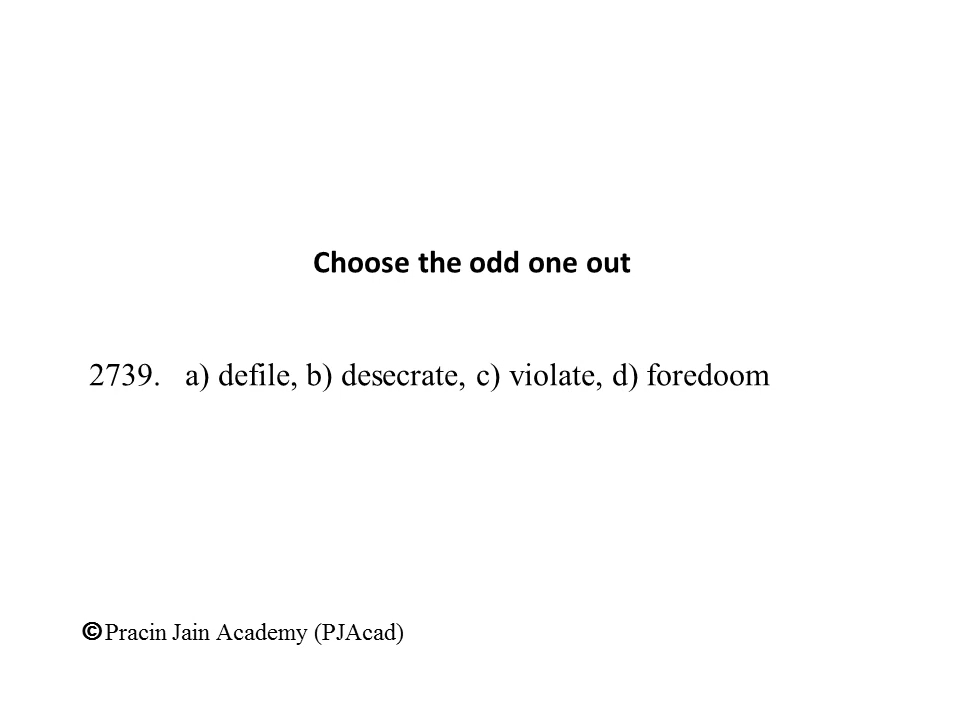 Choose the odd one out
2739. a) defile, b) desecrate, c) violate, d) foredoom
©Pracin Jain Academy (PJAcad)